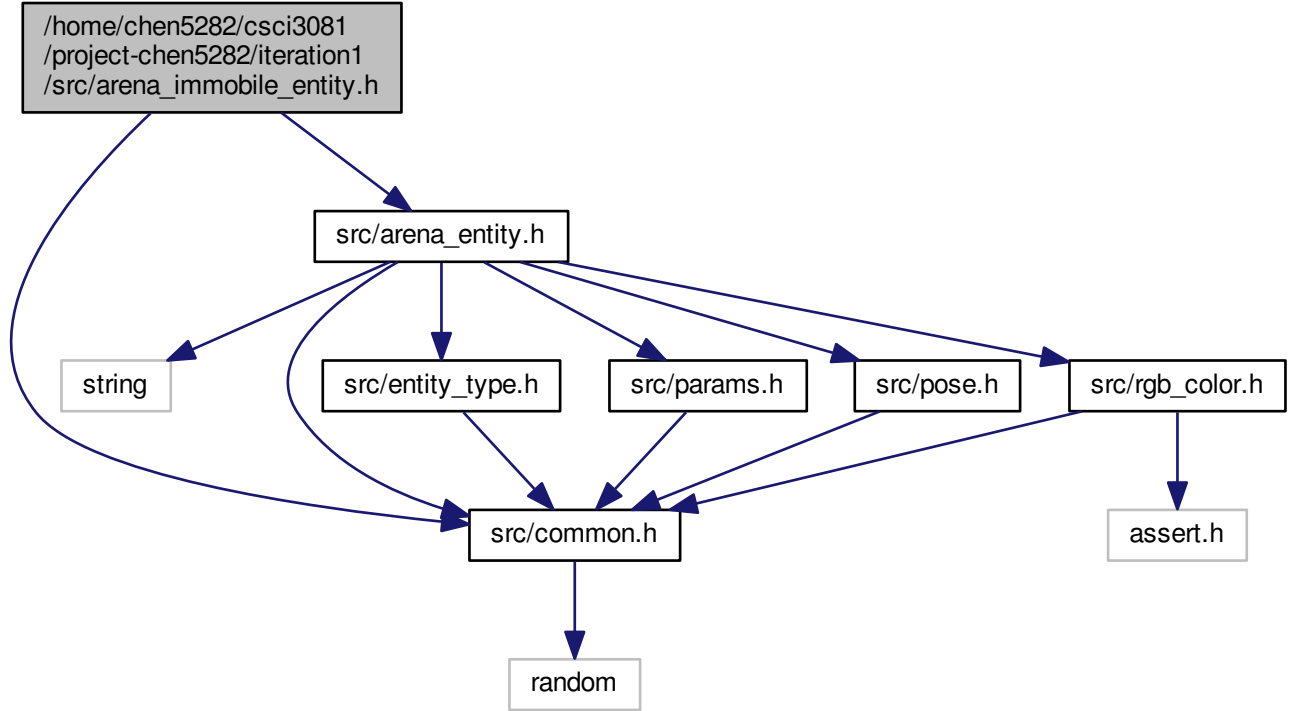 /home/chen5282/csci3081
/project-chen5282/iteration1
/src/arena_immobile_entity.h
src/arena_entity.h
string
src/entity_type.h
src/params.h
src/pose.h
src/rgb_color.h
src/common.h
assert.h
random